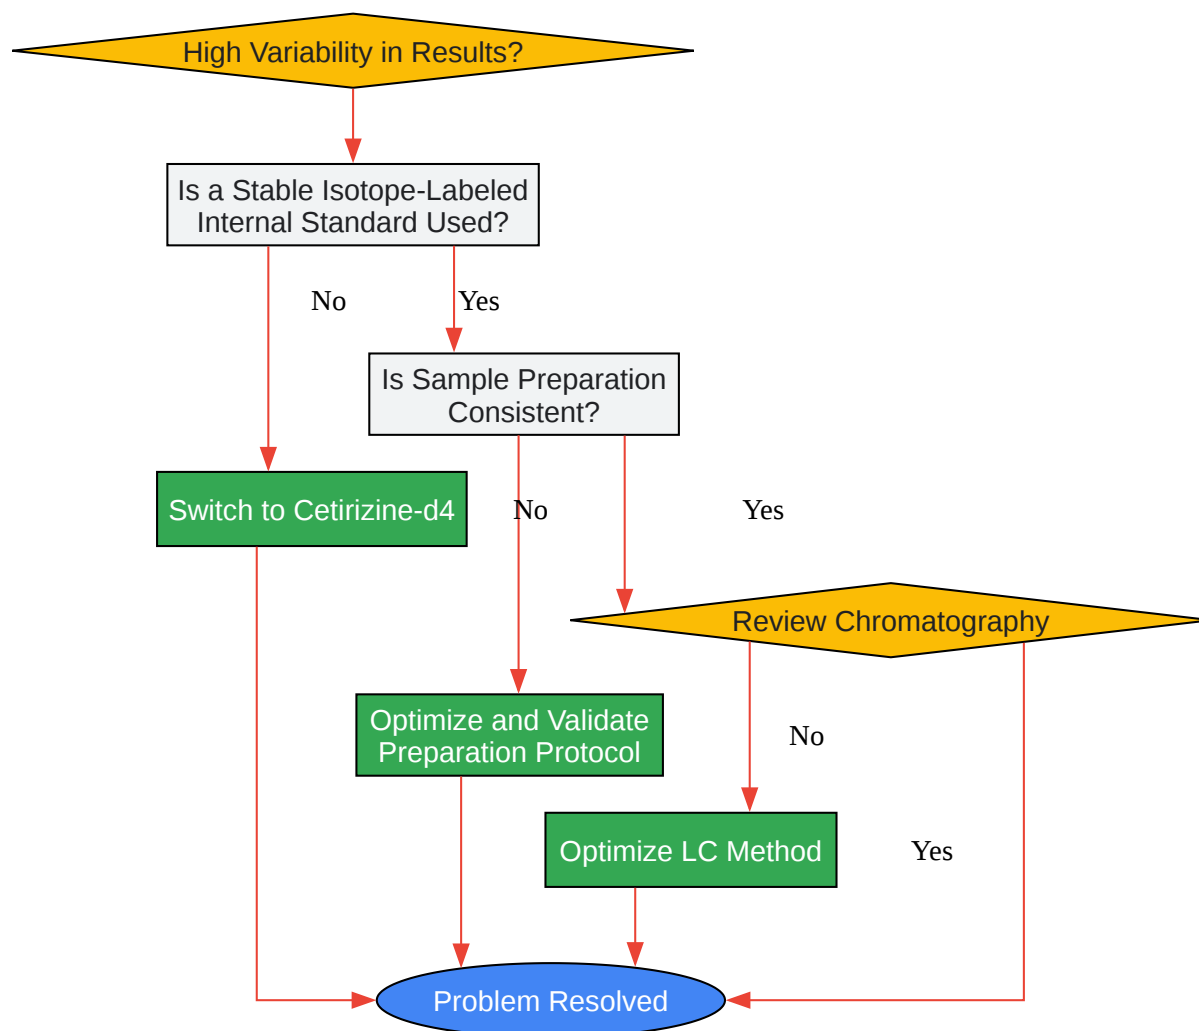 High Variability in Results?
Is a Stable Isotope-Labeled
Internal Standard Used?
No
Yes
Is Sample Preparation
Consistent?
Switch to Cetirizine-d4
No
Yes
Review Chromatography
Optimize and Validate
Preparation Protocol
No
Optimize LC Method
Yes
Problem Resolved